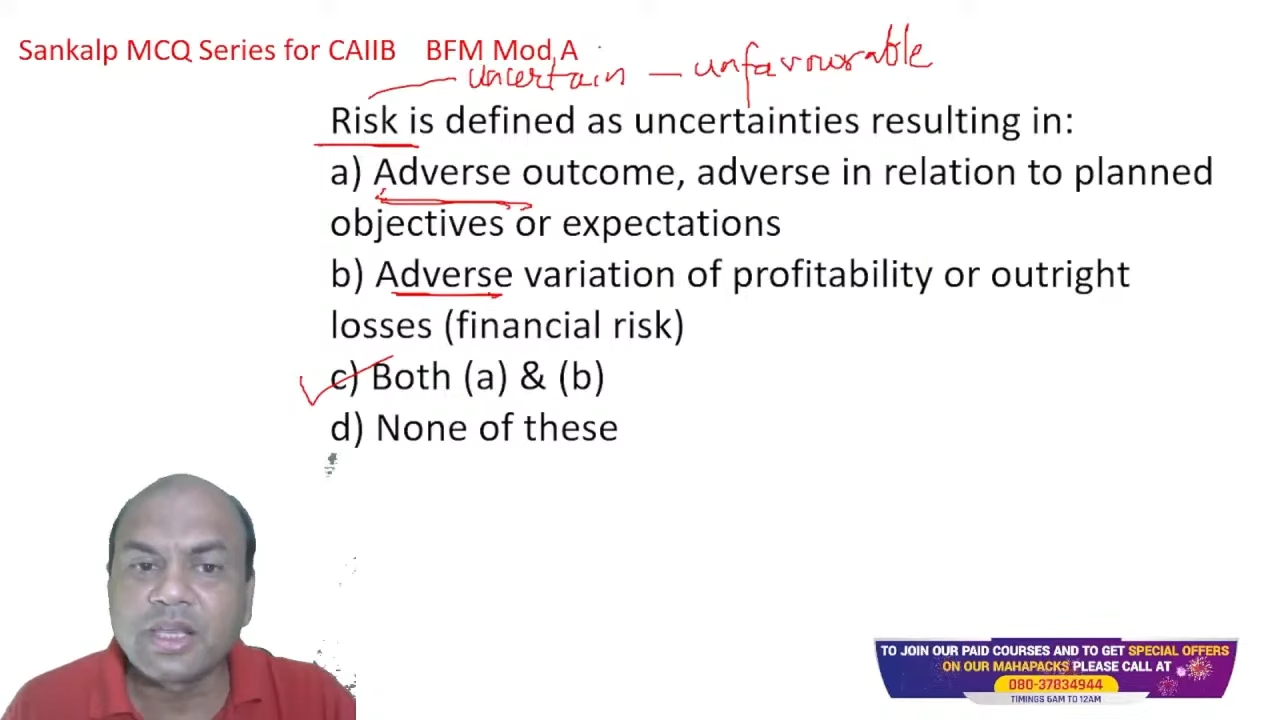 Sankalp MCQ Series for CAIIB BFM Mod A
uncertain — unfavourable
Risk is defined as uncertainties resulting in:
a) Adverse outcome, adverse in relation to planned
objectives or expectations
b) Adverse variation of profitability or outright
losses (financial risk)
c) Both (a) & (b)
d) None of these
TO JOIN OUR PAID COURSES AND TO GET SPECIAL OFFERS
ON OUR MAHAPACKS PLEASE CALL AT
080-37834944
TIMINGS 6AM TO 12AM